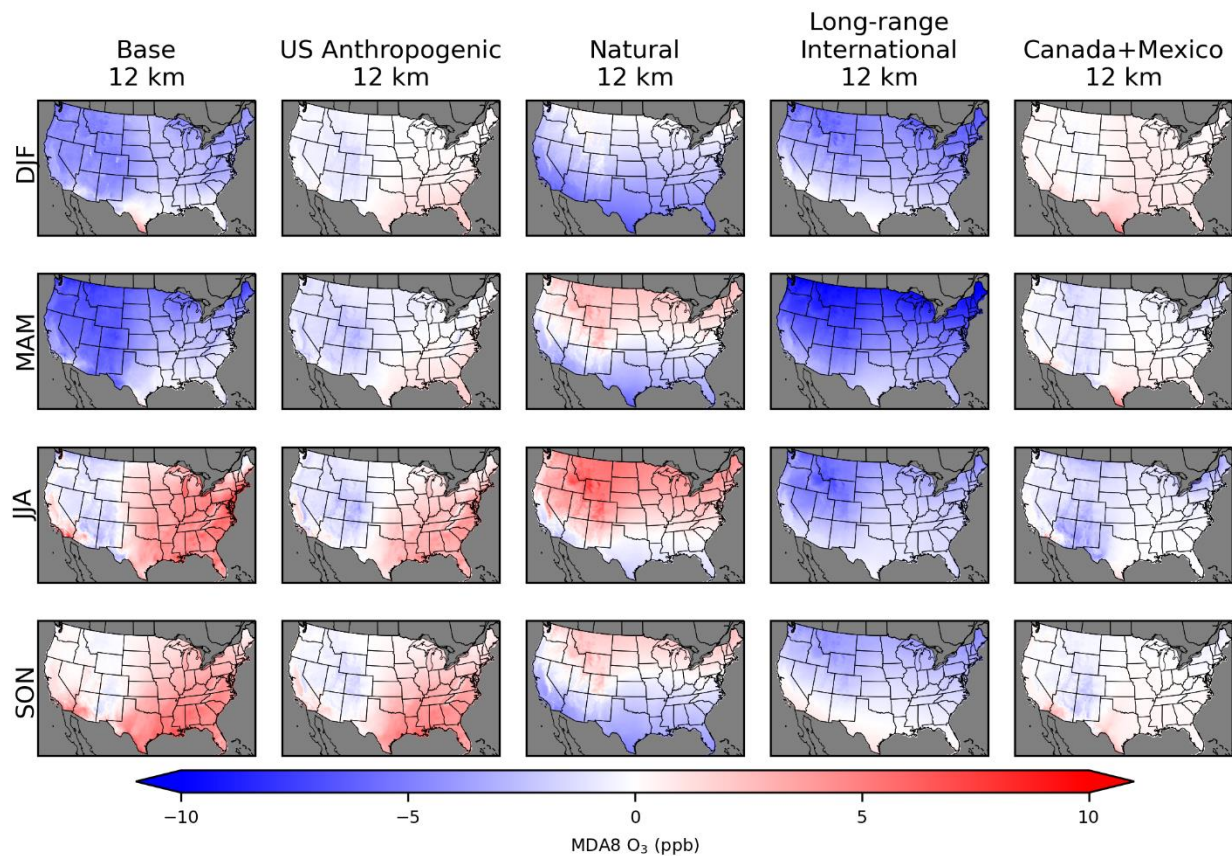 Base
12 km
US Anthropogenic
12 km
Natural
12 km
Long-range
International
12 km
Canada+Mexico
12 km
DJF
MAM
JJA
SON
−10
−5
0
5
10
MDA8 O₃ (ppb)